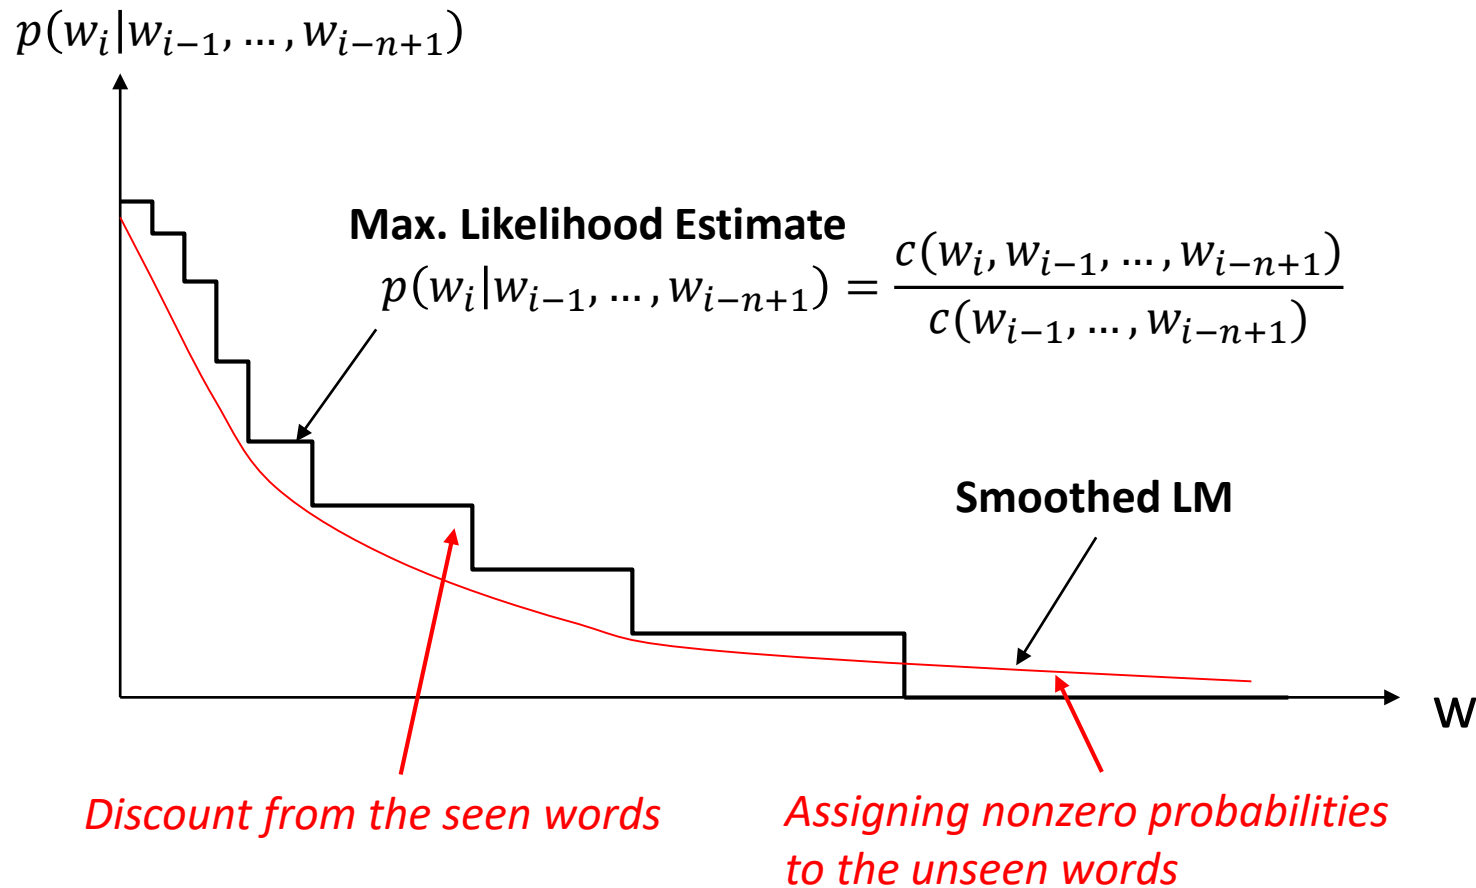 p(w_i|w_{i−1}, … , w_{i−n+1})
Max. Likelihood Estimate
p(w_i|w_{i−1}, … , w_{i−n+1}) = \frac{c(w_i, w_{i−1}, … , w_{i−n+1})}{c(w_{i−1}, … , w_{i−n+1})}
Smoothed LM
w
Discount from the seen words
Assigning nonzero probabilities
to the unseen words